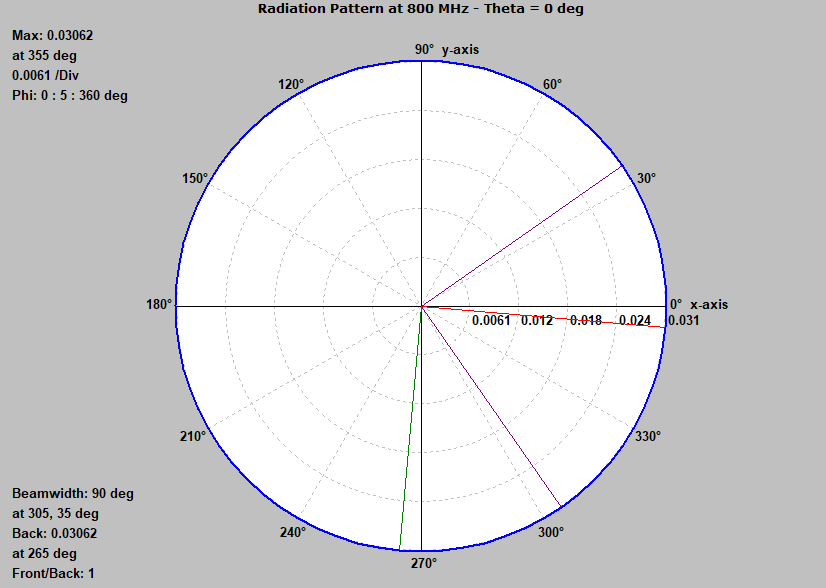 Radiation Pattern at 800 MHz - Theta = 0 deg
Max: 0.03062
at 355 deg
0.0061 /Div
Phi: 0 : 5 : 360 deg
90° y-axis
120°
60°
150°
30°
180°
0° x-axis
0.0061 0.012 0.018 0.024 0.031
210°
330°
240°
300°
270°
Beamwidth: 90 deg
at 305, 35 deg
Back: 0.03062
at 265 deg
Front/Back: 1